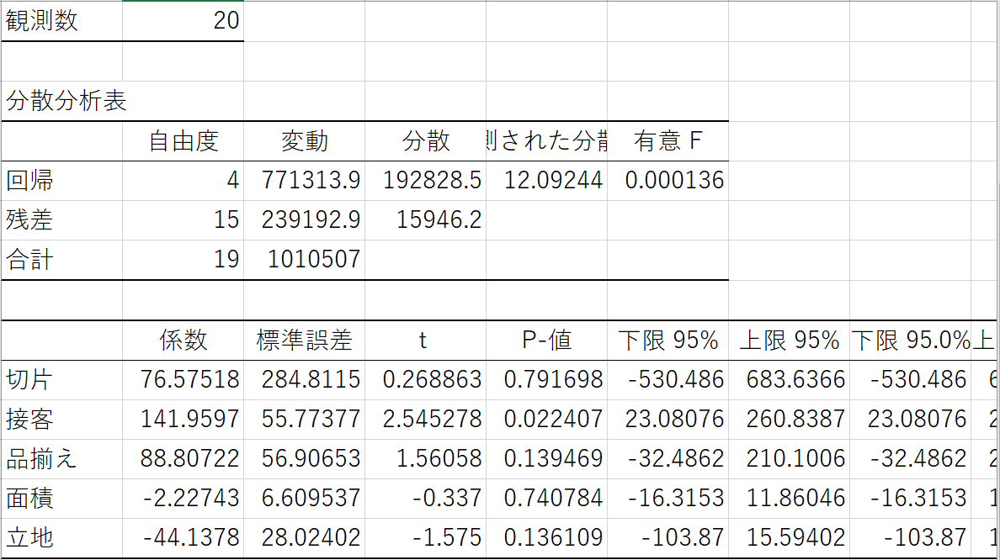 観測数 20
分散分析表
自由度 変動 分散 測された分散 有意 F
回帰 4 771313.9 192828.5 12.09244 0.000136
残差 15 239192.9 15946.2
合計 19 1010507
係数 標準誤差 t P-値 下限 95% 上限 95% 下限 95.0% 上
切片 76.57518 284.8115 0.268863 0.791698 -530.486 683.6366 -530.486 6
接客 141.9597 55.77377 2.545278 0.022407 23.08076 260.8387 23.08076 2
品揃え 88.80722 56.90653 1.56058 0.139469 -32.4862 210.1006 -32.4862 2
面積 -2.22743 6.609537 -0.337 0.740784 -16.3153 11.86046 -16.3153 1
立地 -44.1378 28.02402 -1.575 0.136109 -103.87 15.59402 -103.87 1